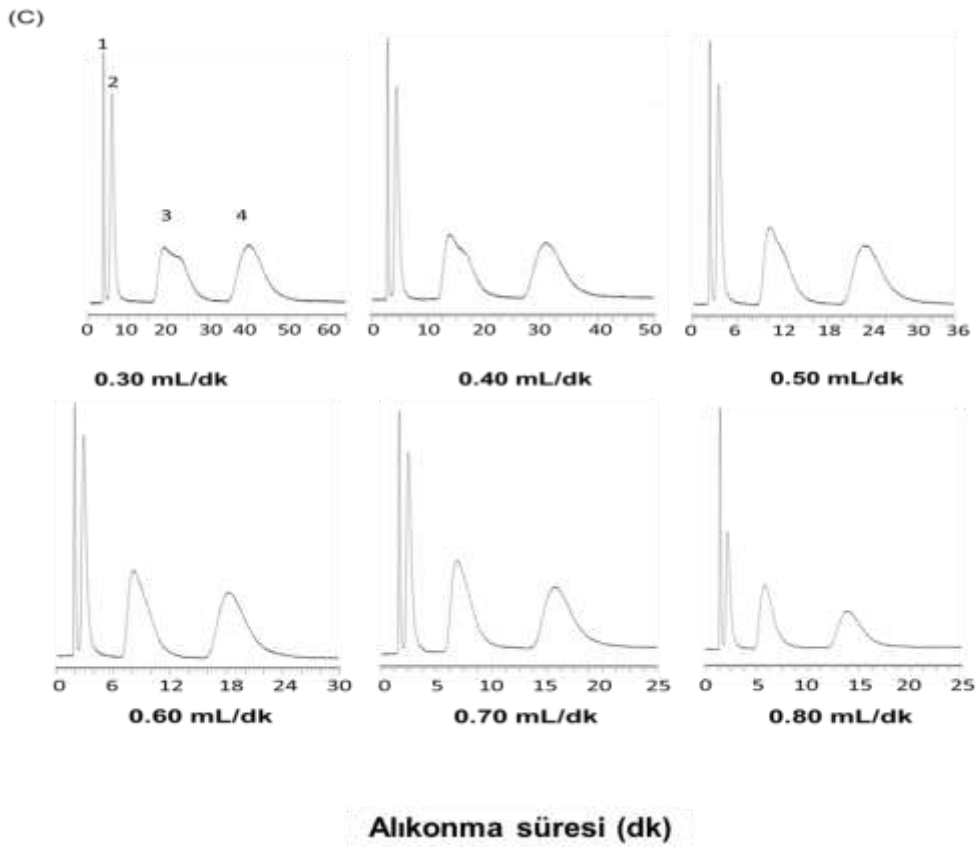 (C)
1
2
3 4
0 10 20 30 40 50 60
0 10 20 30 40 50
0 6 12 18 24 30 36
0.30 mL/dk 0.40 mL/dk 0.50 mL/dk
0 6 12 18 24 30
0 5 10 15 20 25
0 5 10 15 20 25
0.60 mL/dk 0.70 mL/dk 0.80 mL/dk
Alıkonma süresi (dk)